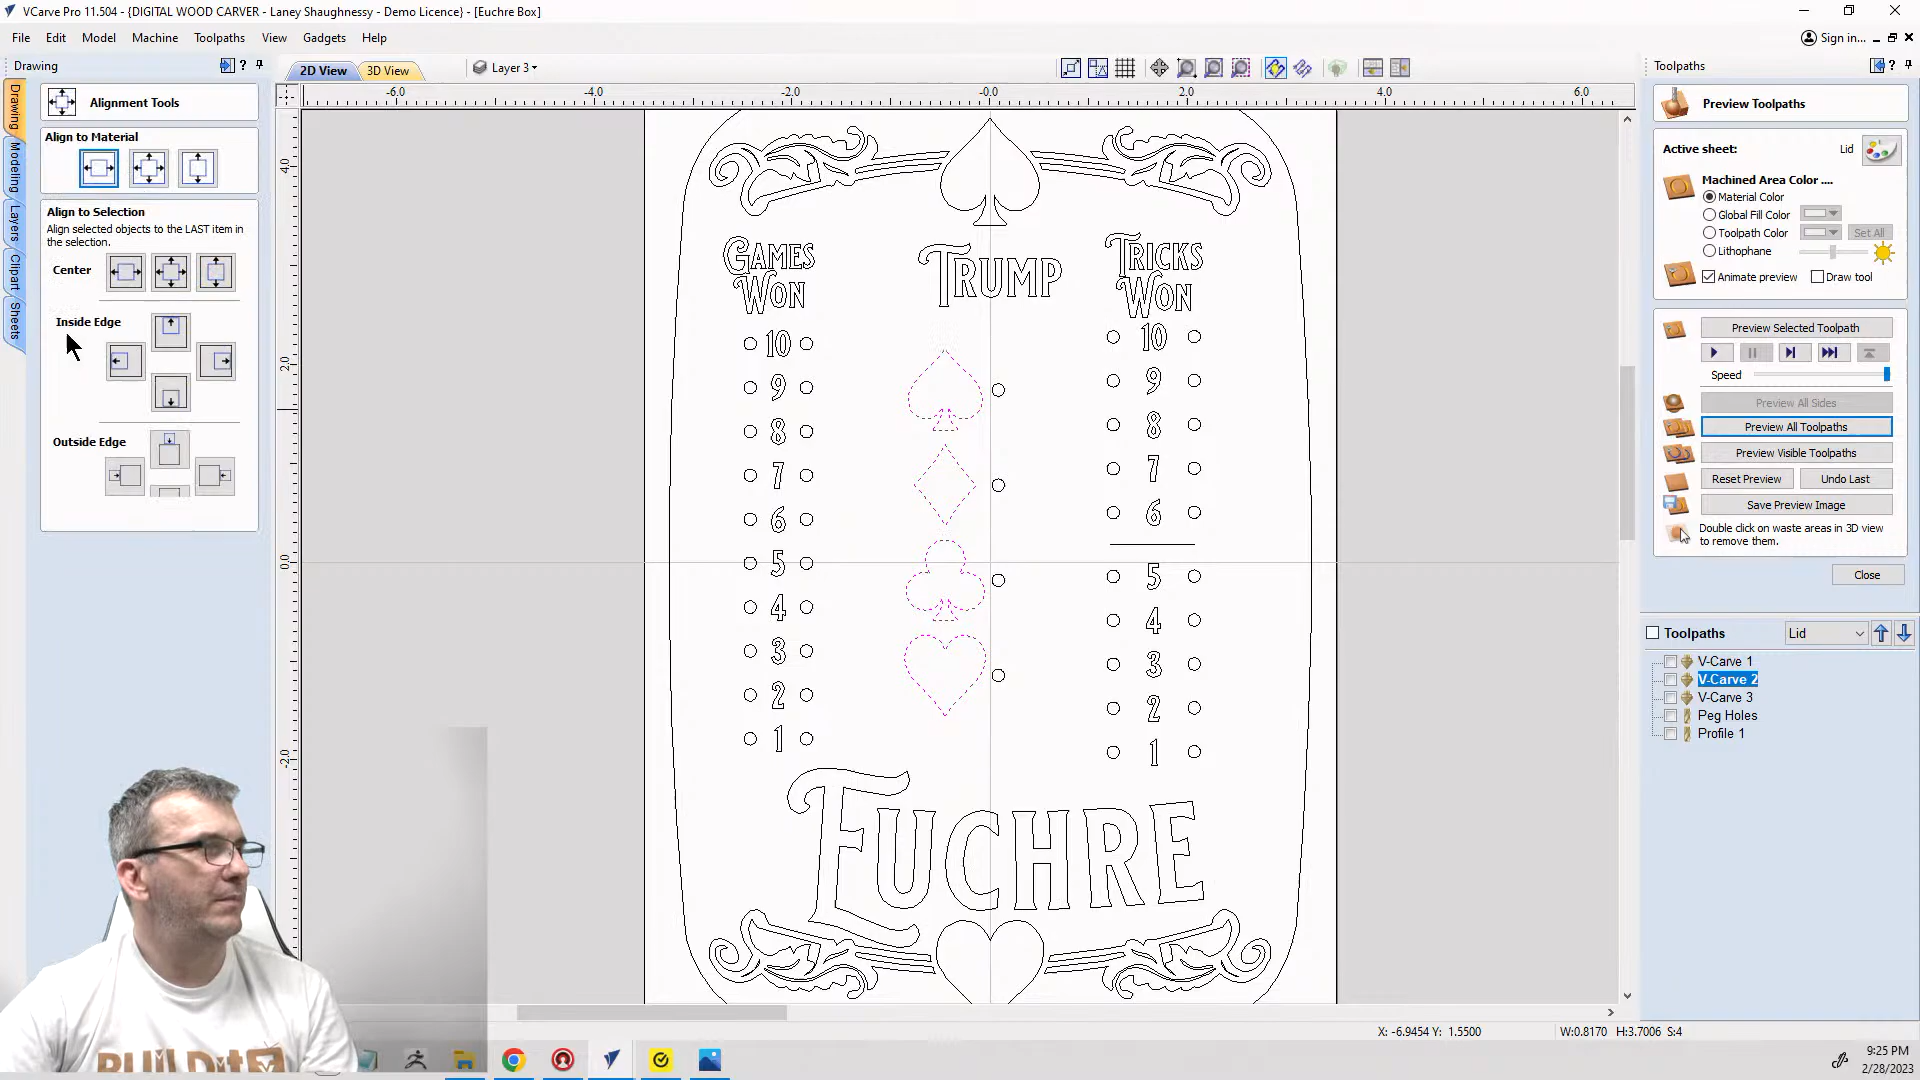 VCarve Pro 11.504 - {DIGITAL WOOD CARVER - Laney Shaughnessy - Demo Licence} - [Euchre Box]
File Edit Model Machine Toolpaths View Gadgets Help
Sign in...
Drawing
2D View 3D View
Layer 3
Toolpaths
Drawing
Modeling
Layers
Clipart
Sheets
Alignment Tools
Align to Material
Align to Selection
Align selected objects to the LAST item in
the selection.
Center
Inside Edge
Outside Edge
-6.0 -4.0 -2.0 -0.0 2.0 4.0 6.0
4.0
2.0
0.0
-2.0
GAMES
WON
10
9
8
7
6
5
4
3
2
1
TRUMP
TRICKS
WON
10
9
8
7
6
5
4
3
2
1
EUCHRE
Preview Toolpaths
Active sheet: Lid
Machined Area Color ....
Material Color
Global Fill Color
Toolpath Color Set All
Lithophane
Animate preview Draw tool
Preview Selected Toolpath
Speed
Preview All Sides
Preview All Toolpaths
Preview Visible Toolpaths
Reset Preview Undo Last
Save Preview Image
Double click on waste areas in 3D view
to remove them.
Close
Toolpaths Lid
V-Carve 1
V-Carve 2
V-Carve 3
Peg Holes
Profile 1
X: -6.9454 Y: 1.5500 W:0.8170 H:3.7006 S:4
9:25 PM
2/28/2023